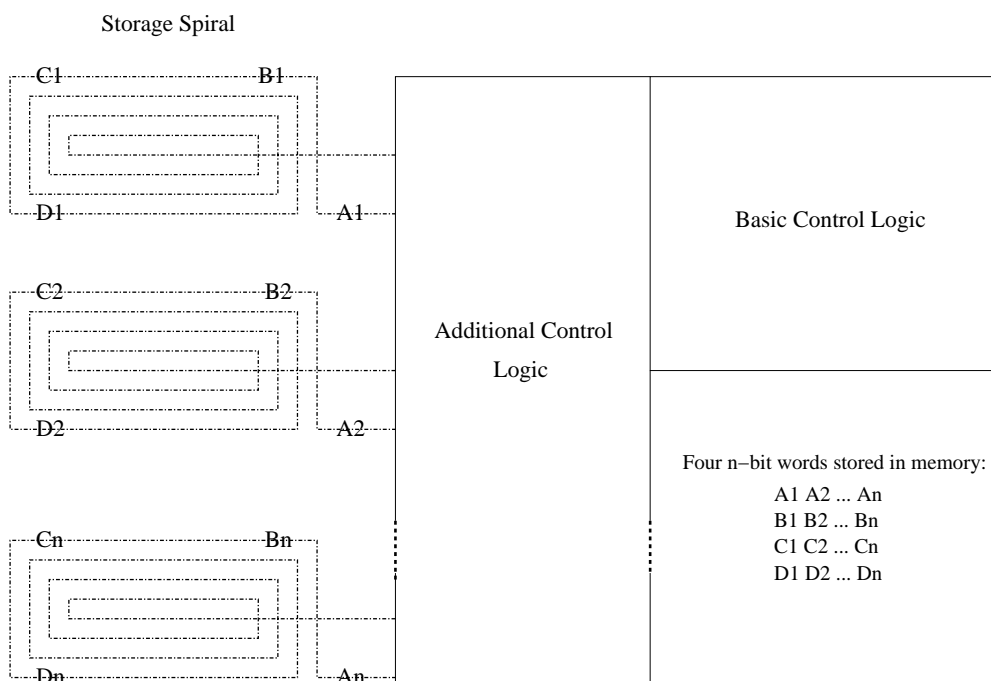 Storage Spiral
C1 B1
D1 A1
C2 B2
D2 A2
Cn Bn
Dn An
Additional Control
Logic
Basic Control Logic
Four n−bit words stored in memory:
A1 A2 ... An
B1 B2 ... Bn
C1 C2 ... Cn
D1 D2 ... Dn